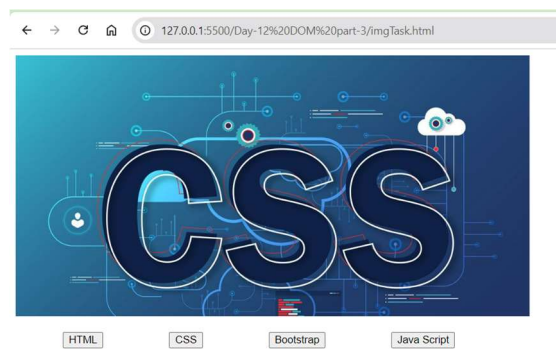 127.0.0.1:5500/Day-12%20DOM%20part-3/imgTask.html
CSS
HTML CSS Bootstrap Java Script